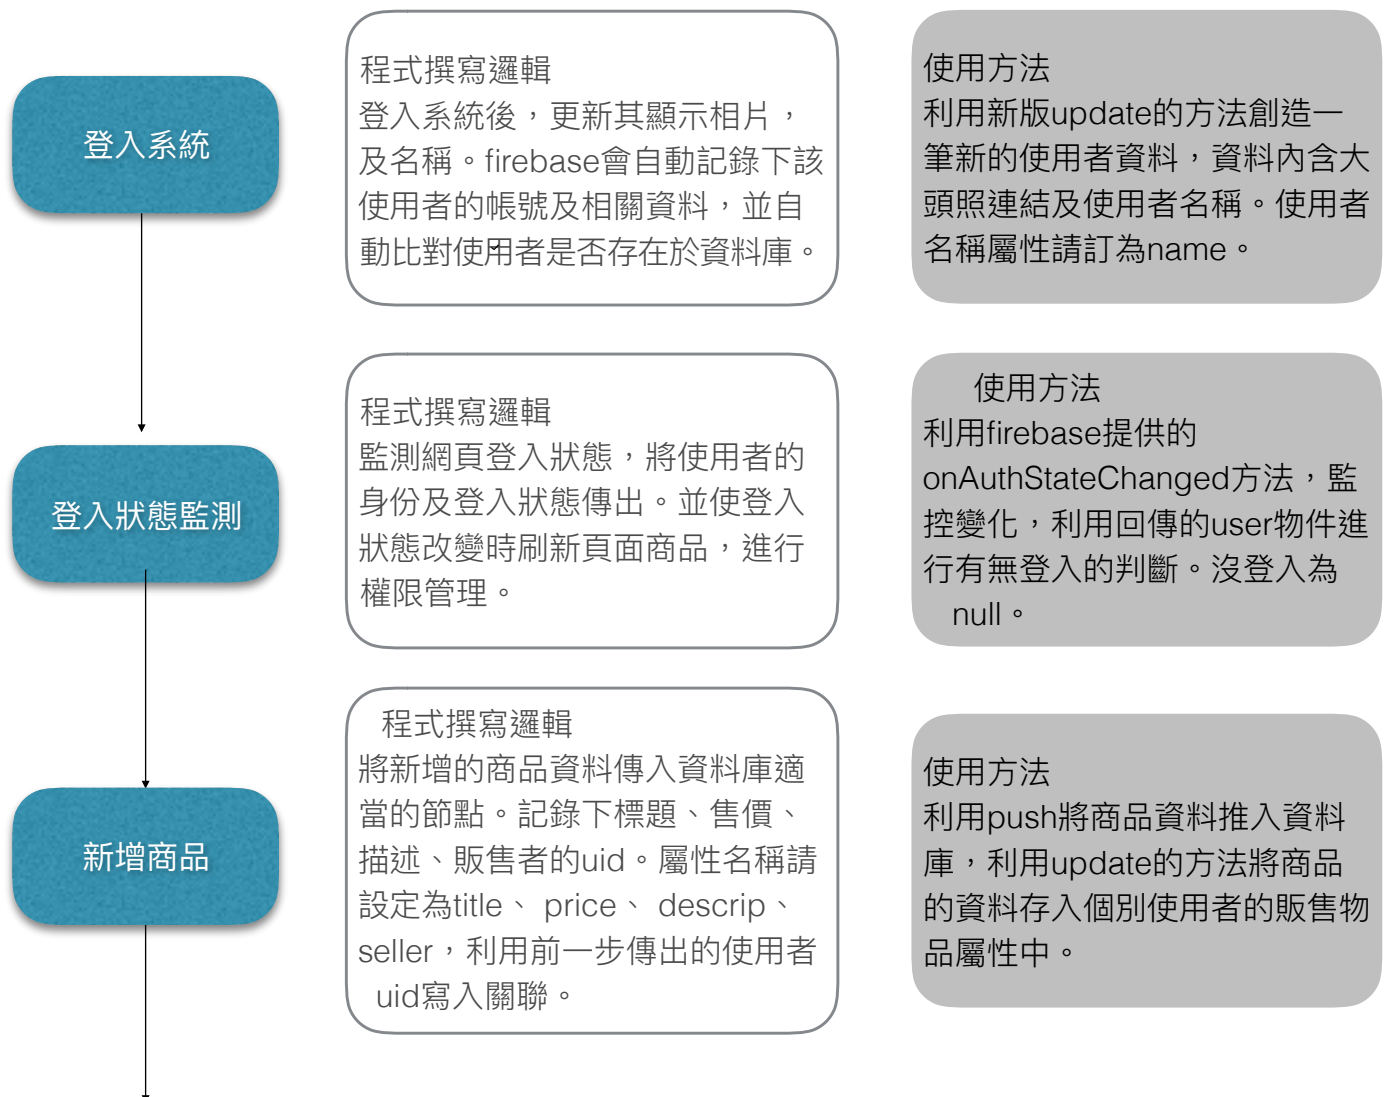 登入系統
程式撰寫邏輯
登入系統後，更新其顯示相片，
及名稱。firebase會自動記錄下該
使用者的帳號及相關資料，並自
動比對使用者是否存在於資料庫。
使用方法
利用新版update的方法創造一
筆新的使用者資料，資料內含大
頭照連結及使用者名稱。使用者
名稱屬性請訂為name。
登入狀態監測
程式撰寫邏輯
監測網頁登入狀態，將使用者的
身份及登入狀態傳出。並使登入
狀態改變時刷新頁面商品，進行
權限管理。
使用方法
利用firebase提供的
onAuthStateChanged方法，監
控變化，利用回傳的user物件進
行有無登入的判斷。沒登入為
null。
新增商品
程式撰寫邏輯
將新增的商品資料傳入資料庫適
當的節點。記錄下標題、售價、
描述、販售者的uid。屬性名稱請
設定為title、 price、 descrip、
seller，利用前一步傳出的使用者
uid寫入關聯。
使用方法
利用push將商品資料推入資料
庫，利用update的方法將商品
的資料存入個別使用者的販售物
品屬性中。